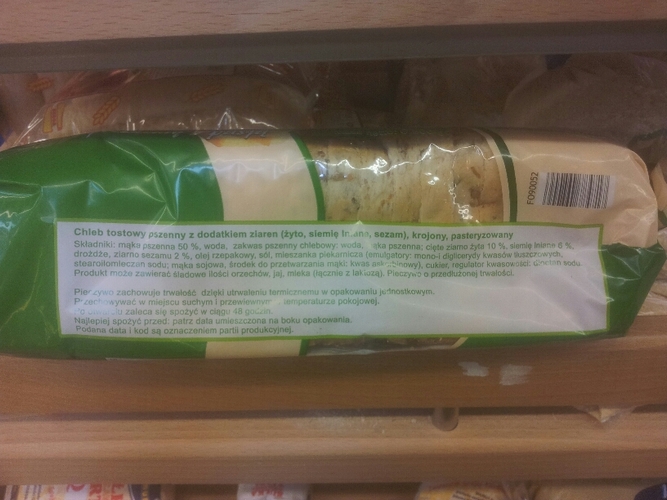 FO90052
Chleb tostowy pszenny z dodatkiem ziaren (żyto, siemię lniane, sezam), krojony, pasteryzowany
Składniki: mąka pszenna 50 %, woda, zakwas pszenny chlebowy: woda, mąka pszenna; cięte ziarno żyta 10 %, siemię lniane 6 %,
drożdże, ziarno sezamu 2 %, olej rzepakowy, sól, mieszanka piekarnicza (emulgatory: mono-i diglicerydy kwasów tłuszczowych,
stearoilomleczan sodu; mąka sojowa, środek do przetwarzania mąki: kwas askorbinowy), cukier, regulator kwasowości: dioctan sodu.
Produkt może zawierać śladowe ilości orzechów, jaj, mleka (łącznie z laktozą). Pieczywo o przedłużonej trwałości.
Pieczywo zachowuje trwałość dzięki utrwaleniu termicznemu w opakowaniu jednostkowym.
Przechowywać w miejscu suchym i przewiewnym w temperaturze pokojowej.
Po otwarciu zaleca się spożyć w ciągu 48 godzin.
Najlepiej spożyć przed: patrz data umieszczona na boku opakowania.
Podana data i kod są oznaczeniem partii produkcyjnej.